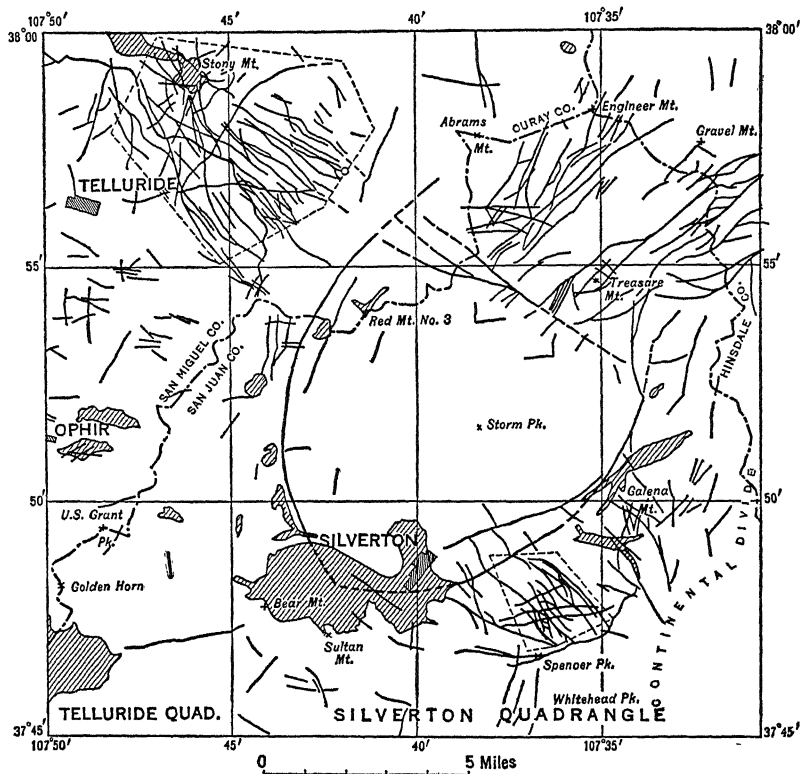 107°50'
45'
40'
107°35'
38°00'
38°00'
Stony Mt.
Abrams
Mt.
OURAY CO.
Engineer Mt.
Gravel Mt.
TELLURIDE
55'
55'
Treasure
Mt.
HINSDALE CO.
Red Mt. No. 3
SAN MIGUEL CO.
SAN JUAN CO.
OPHIR
Storm Pk.
50'
50'
U.S. Grant
Pk.
Galena
Mt.
SILVERTON
CONTINENTAL DIVIDE
Golden Horn
Bear Mt.
Sultan
Mt.
Spencer Pk.
Whitehead Pk.
TELLURIDE QUAD.
SILVERTON QUADRANGLE
37°45'
37°45'
107°50'
45'
40'
107°35'
0
5 Miles